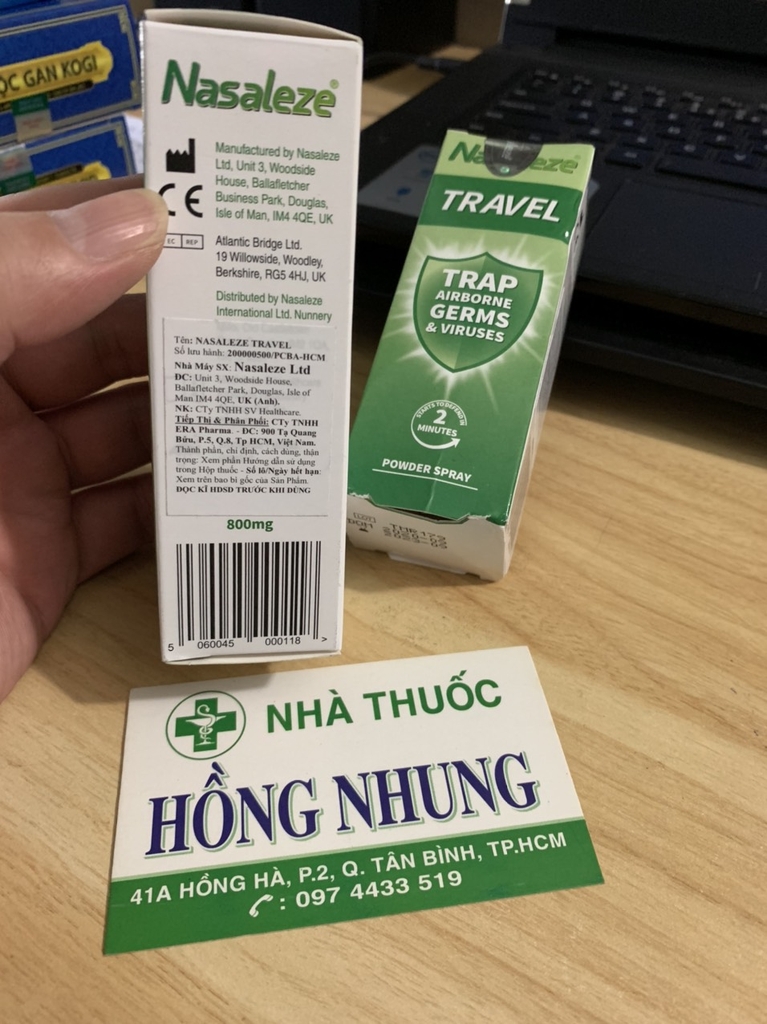 ỘC GAN KOGI
Nasaleze®
Manufactured by Nasaleze
Ltd, Unit 3, Woodside
House, Ballafletcher
Business Park, Douglas,
Isle of Man, IM4 4QE, UK
CE
EC REP
Atlantic Bridge Ltd.
19 Willowside, Woodley,
Berkshire, RG5 4HJ, UK
Distributed by Nasaleze
International Ltd. Nunnery
Tên: NASALEZE TRAVEL
Số lưu hành: 200000500/PCBA-HCM
Nhà Máy SX: Nasaleze Ltd
ĐC: Unit 3, Woodside House,
Ballafletcher Park, Douglas, Isle of
Man IM4 4QE, UK (Anh).
NK: CTy TNHH SV Healthcare.
Tiếp Thị & Phân Phối: CTy TNHH
ERA Pharma. - ĐC: 900 Tạ Quang
Bửu, P.5, Q.8, Tp HCM, Việt Nam.
Thành phần, chỉ định, cách dùng, thận
trọng: Xem phần Hướng dẫn sử dụng
trong Hộp thuốc - Số lô/Ngày hết hạn:
Xem trên bao bì gốc của Sản Phẩm.
ĐỌC KĨ HDSD TRƯỚC KHI DÙNG
800mg
5 060045 000118 >
Nasaleze
TRAVEL
TRAP
AIRBORNE
GERMS
& VIRUSES
STARTS TO DEFEND IN
2
MINUTES
POWDER SPRAY
LOT
DOM
NHÀ THUỐC
HỒNG NHUNG
41A HỒNG HÀ, P.2, Q. TÂN BÌNH, TP.HCM
: 097 4433 519